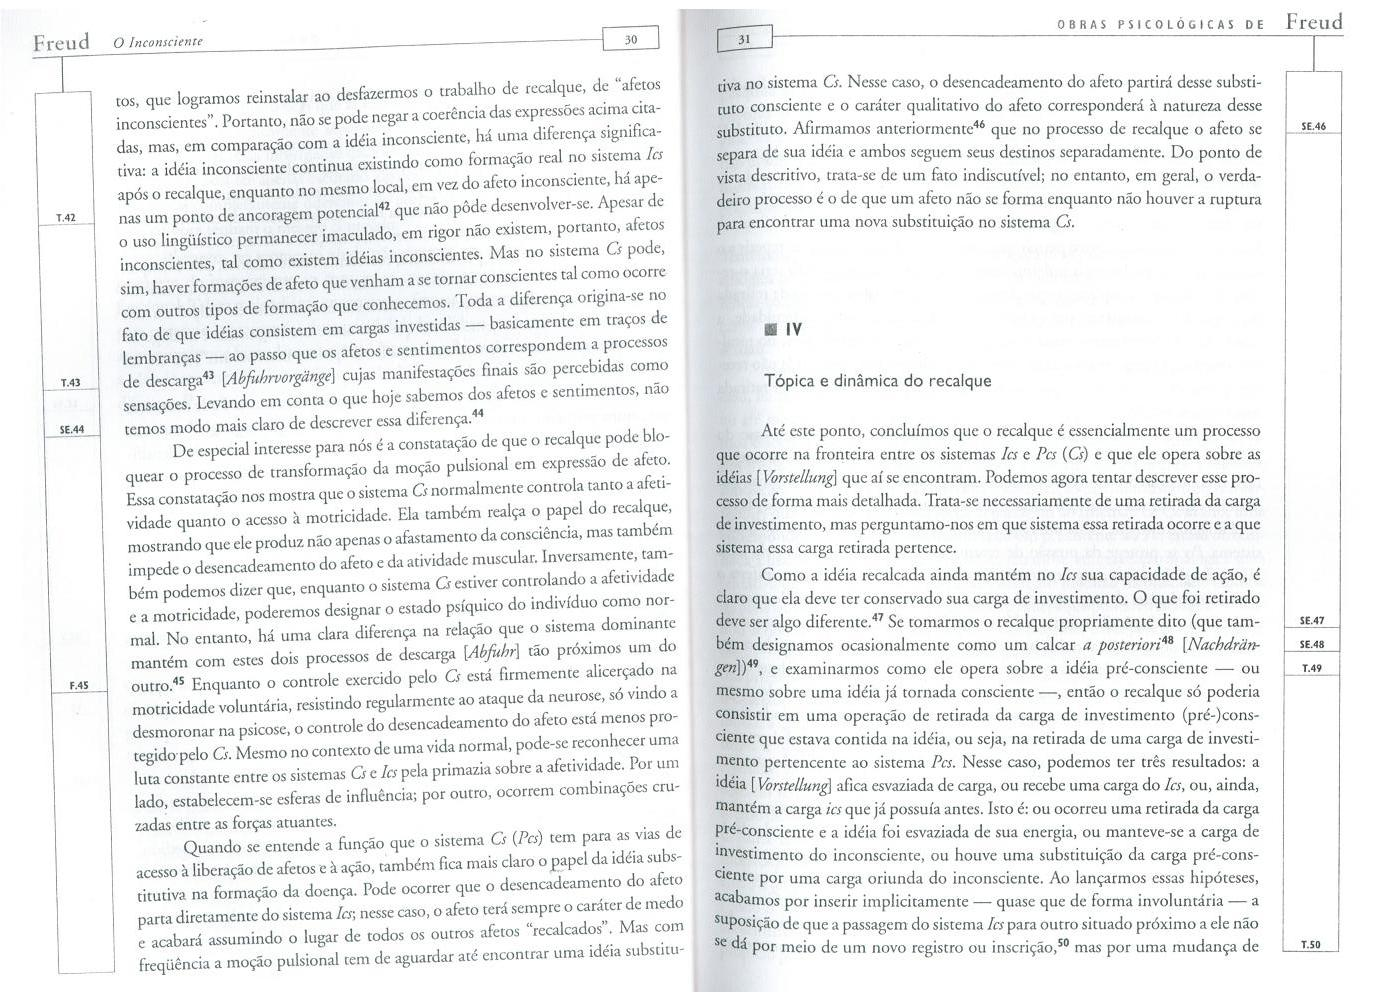 Freud O Inconsciente 30
tos, que logramos reinstalar ao desfazermos o trabalho de recalque, de “afetos
inconscientes”. Portanto, não se pode negar a coerência das expressões acima cita-
das, mas, em comparação com a idéia inconsciente, há uma diferença significa-
tiva: a idéia inconsciente continua existindo como formação real no sistema Ics
após o recalque, enquanto no mesmo local, em vez do afeto inconsciente, há ape-
nas um ponto de ancoragem potencial42 que não pôde desenvolver-se. Apesar de
o uso lingüístico permanecer imaculado, em rigor não existem, portanto, afetos
inconscientes, tal como existem idéias inconscientes. Mas no sistema Cs pode,
sim, haver formações de afeto que venham a se tornar conscientes tal como ocorre
com outros tipos de formação que conhecemos. Toda a diferença origina-se no
fato de que idéias consistem em cargas investidas — basicamente em traços de
lembranças — ao passo que os afetos e sentimentos correspondem a processos
de descarga43 [Abfuhrvorgänge] cujas manifestações finais são percebidas como
sensações. Levando em conta o que hoje sabemos dos afetos e sentimentos, não
temos modo mais claro de descrever essa diferença.44
De especial interesse para nós é a constatação de que o recalque pode blo-
quear o processo de transformação da moção pulsional em expressão de afeto.
Essa constatação nos mostra que o sistema Cs normalmente controla tanto a afeti-
vidade quanto o acesso à motricidade. Ela também realça o papel do recalque,
mostrando que ele produz não apenas o afastamento da consciência, mas também
impede o desencadeamento do afeto e da atividade muscular. Inversamente, tam-
bém podemos dizer que, enquanto o sistema Cs estiver controlando a afetividade
e a motricidade, poderemos designar o estado psíquico do indivíduo como nor-
mal. No entanto, há uma clara diferença na relação que o sistema dominante
mantém com estes dois processos de descarga [Abfuhr] tão próximos um do
outro.45 Enquanto o controle exercido pelo Cs está firmemente alicerçado na
motricidade voluntária, resistindo regularmente ao ataque da neurose, só vindo a
desmoronar na psicose, o controle do desencadeamento do afeto está menos pro-
tegido pelo Cs. Mesmo no contexto de uma vida normal, pode-se reconhecer uma
luta constante entre os sistemas Cs e Ics pela primazia sobre a afetividade. Por um
lado, estabelecem-se esferas de influência; por outro, ocorrem combinações cru-
zadas entre as forças atuantes.
Quando se entende a função que o sistema Cs (Pcs) tem para as vias de
acesso à liberação de afetos e à ação, também fica mais claro o papel da idéia subs-
titutiva na formação da doença. Pode ocorrer que o desencadeamento do afeto
parta diretamente do sistema Ics; nesse caso, o afeto terá sempre o caráter de medo
e acabará assumindo o lugar de todos os outros afetos “recalcados”. Mas com
freqüência a moção pulsional tem de aguardar até encontrar uma idéia substitu-
T.42
T.43
SE.44
F.45
31 OBRAS PSICOLÓGICAS DE Freud
tiva no sistema Cs. Nesse caso, o desencadeamento do afeto partirá desse substi-
tuto consciente e o caráter qualitativo do afeto corresponderá à natureza desse
substituto. Afirmamos anteriormente46 que no processo de recalque o afeto se
separa de sua idéia e ambos seguem seus destinos separadamente. Do ponto de
vista descritivo, trata-se de um fato indiscutível; no entanto, em geral, o verda-
deiro processo é o de que um afeto não se forma enquanto não houver a ruptura
para encontrar uma nova substituição no sistema Cs.
IV
Tópica e dinâmica do recalque
Até este ponto, concluímos que o recalque é essencialmente um processo
que ocorre na fronteira entre os sistemas Ics e Pcs (Cs) e que ele opera sobre as
idéias [Vorstellung] que aí se encontram. Podemos agora tentar descrever esse pro-
cesso de forma mais detalhada. Trata-se necessariamente de uma retirada da carga
de investimento, mas perguntamo-nos em que sistema essa retirada ocorre e a que
sistema essa carga retirada pertence.
Como a idéia recalcada ainda mantém no Ics sua capacidade de ação, é
claro que ela deve ter conservado sua carga de investimento. O que foi retirado
deve ser algo diferente.47 Se tomarmos o recalque propriamente dito (que tam-
bém designamos ocasionalmente como um calcar a posteriori48 [Nachdrän-
gen])49, e examinarmos como ele opera sobre a idéia pré-consciente — ou
mesmo sobre uma idéia já tornada consciente —, então o recalque só poderia
consistir em uma operação de retirada da carga de investimento (pré-)cons-
ciente que estava contida na idéia, ou seja, na retirada de uma carga de investi-
mento pertencente ao sistema Pcs. Nesse caso, podemos ter três resultados: a
idéia [Vorstellung] afica esvaziada de carga, ou recebe uma carga do Ics, ou, ainda,
mantém a carga ics que já possuía antes. Isto é: ou ocorreu uma retirada da carga
pré-consciente e a idéia foi esvaziada de sua energia, ou manteve-se a carga de
investimento do inconsciente, ou houve uma substituição da carga pré-cons-
ciente por uma carga oriunda do inconsciente. Ao lançarmos essas hipóteses,
acabamos por inserir implicitamente — quase que de forma involuntária — a
suposição de que a passagem do sistema Ics para outro situado próximo a ele não
se dá por meio de um novo registro ou inscrição,50 mas por uma mudança de
SE.46
SE.47
SE.48
T.49
T.50